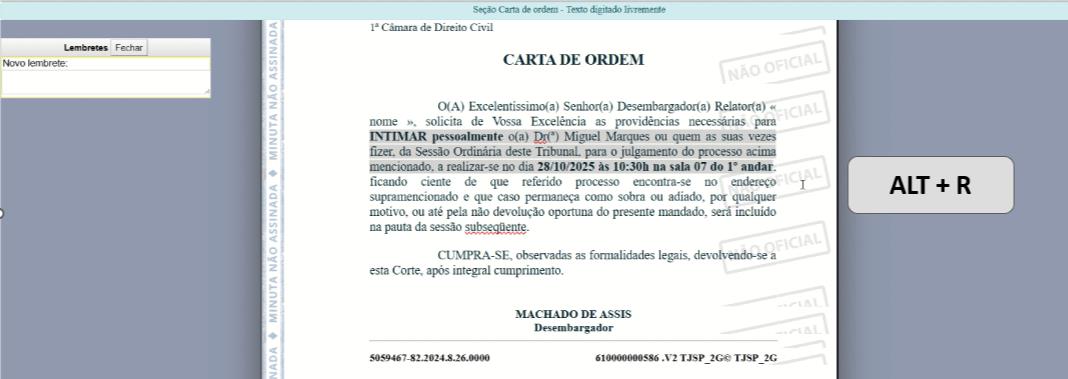 Seção Carta de ordem - Texto digitado livremente
Lembretes Fechar
Novo lembrete:
1ª Câmara de Direito Civil
CARTA DE ORDEM
O(A) Excelentíssimo(a) Senhor(a) Desembargador(a) Relator(a) «
nome », solicita de Vossa Excelência as providências necessárias para
INTIMAR pessoalmente o(a) Dr(ª) Miguel Marques ou quem as suas vezes
fizer, da Sessão Ordinária deste Tribunal, para o julgamento do processo acima
mencionado, a realizar-se no dia 28/10/2025 às 10:30h na sala 07 do 1º andar,
ficando ciente de que referido processo encontra-se no endereço
supramencionado e que caso permaneça como sobra ou adiado, por qualquer
motivo, ou até pela não devolução oportuna do presente mandado, será incluído
na pauta da sessão subseqüente.
CUMPRA-SE, observadas as formalidades legais, devolvendo-se a
esta Corte, após integral cumprimento.
MACHADO DE ASSIS
Desembargador
5059467-82.2024.8.26.0000 610000000586 .V2 TJSP_2G© TJSP_2G
MINUTA NÃO ASSINADA
MINUTA NÃO ASSINADA
NADA
NÃO OFICIAL
NÃO OFICIAL
NÃO OFICIAL
NÃO OFICIAL
CIAL
CIAL
ALT + R